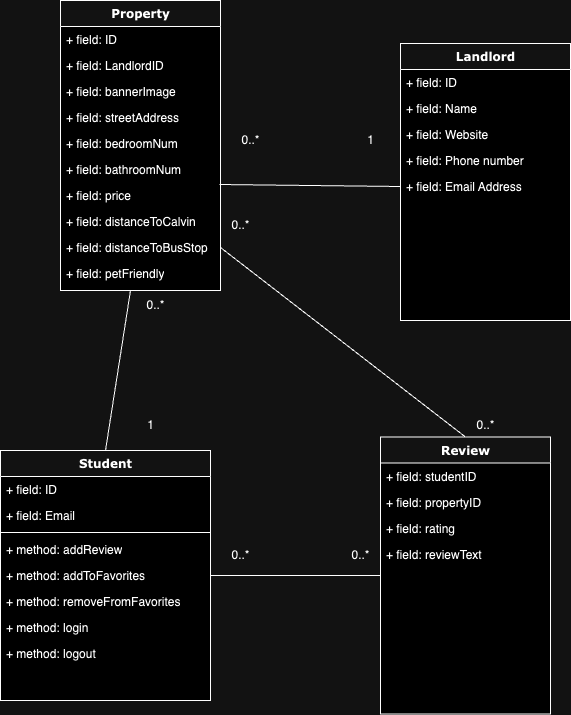 Property
+ field: ID
+ field: LandlordID
+ field: bannerImage
+ field: streetAddress
+ field: bedroomNum
+ field: bathroomNum
+ field: price
+ field: distanceToCalvin
+ field: distanceToBusStop
+ field: petFriendly
Landlord
+ field: ID
+ field: Name
+ field: Website
+ field: Phone number
+ field: Email Address
0..*
1
0..*
0..*
1
0..*
Student
+ field: ID
+ field: Email
+ method: addReview
+ method: addToFavorites
+ method: removeFromFavorites
+ method: login
+ method: logout
0..*
0..*
Review
+ field: studentID
+ field: propertyID
+ field: rating
+ field: reviewText